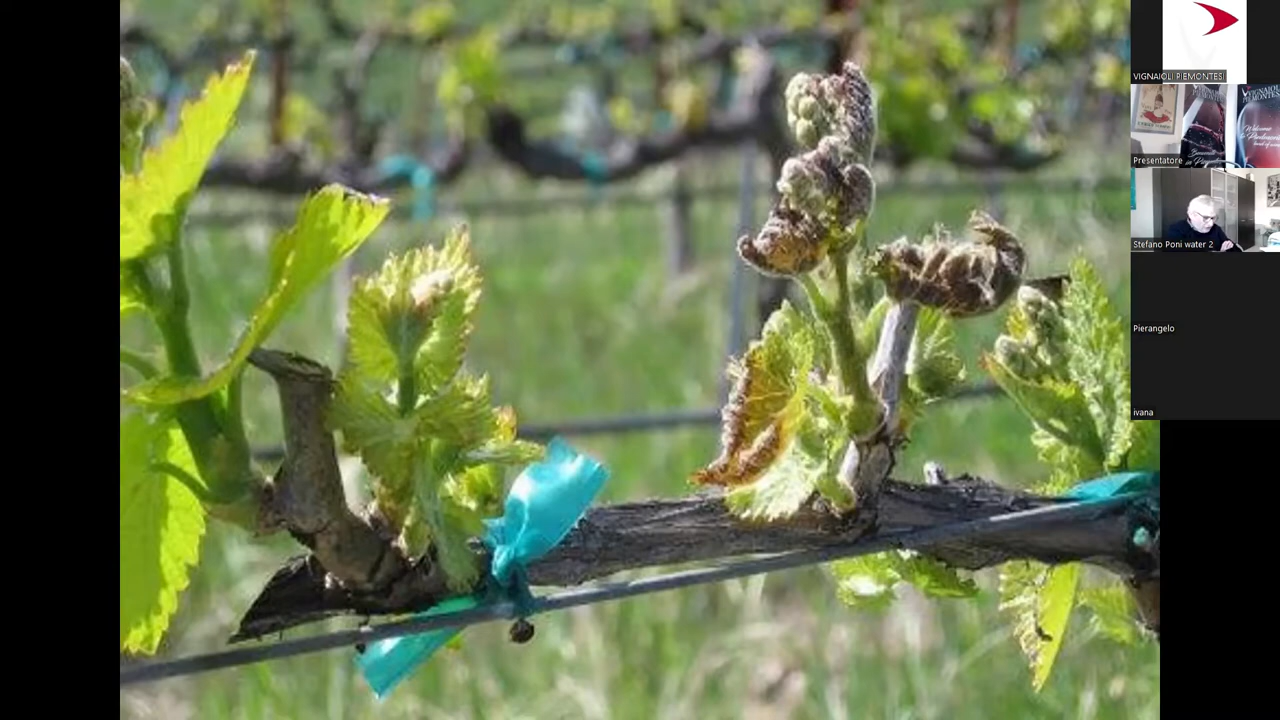 VIGNAIOLI PIEMONTESI
Presentatore
Stefano Poni water 2
Pierangelo
ivana